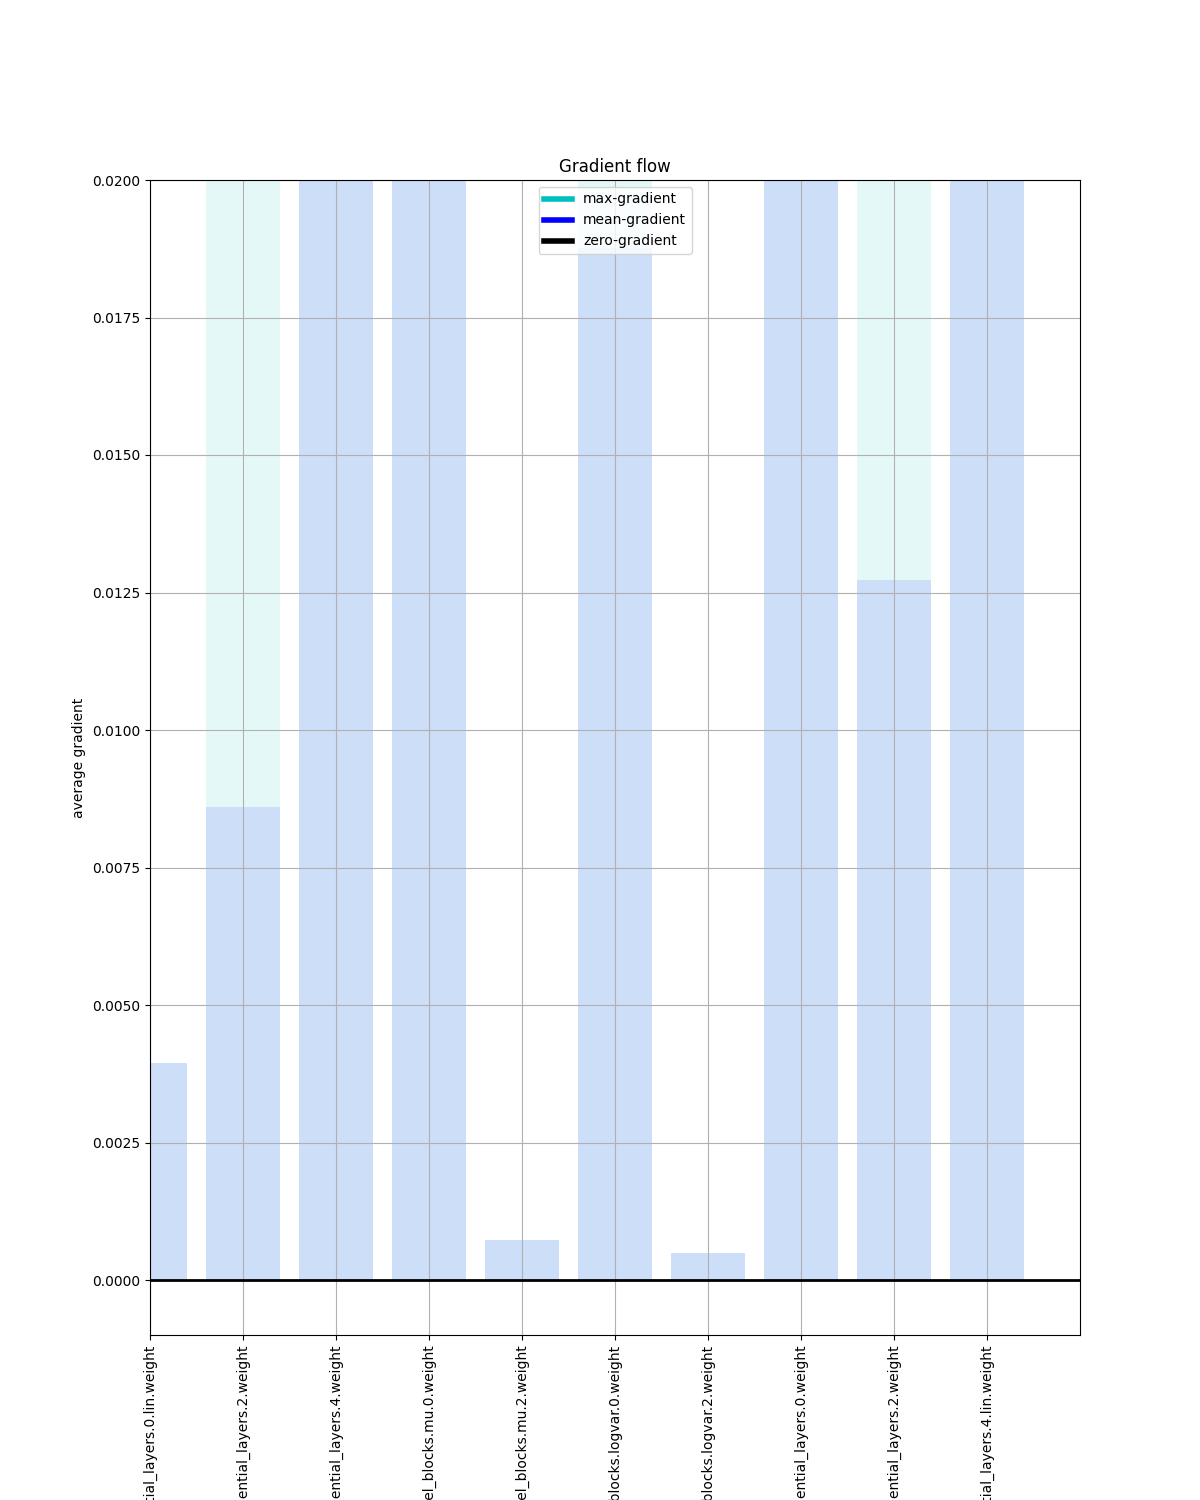 Gradient flow
max-gradient
mean-gradient
zero-gradient
0.0200
0.0175
0.0150
0.0125
0.0100
0.0075
0.0050
0.0025
0.0000
average gradient
tial_layers.0.lin.weight
ential_layers.2.weight
ential_layers.4.weight
el_blocks.mu.0.weight
el_blocks.mu.2.weight
blocks.logvar.0.weight
blocks.logvar.2.weight
ential_layers.0.weight
ential_layers.2.weight
tial_layers.4.lin.weight